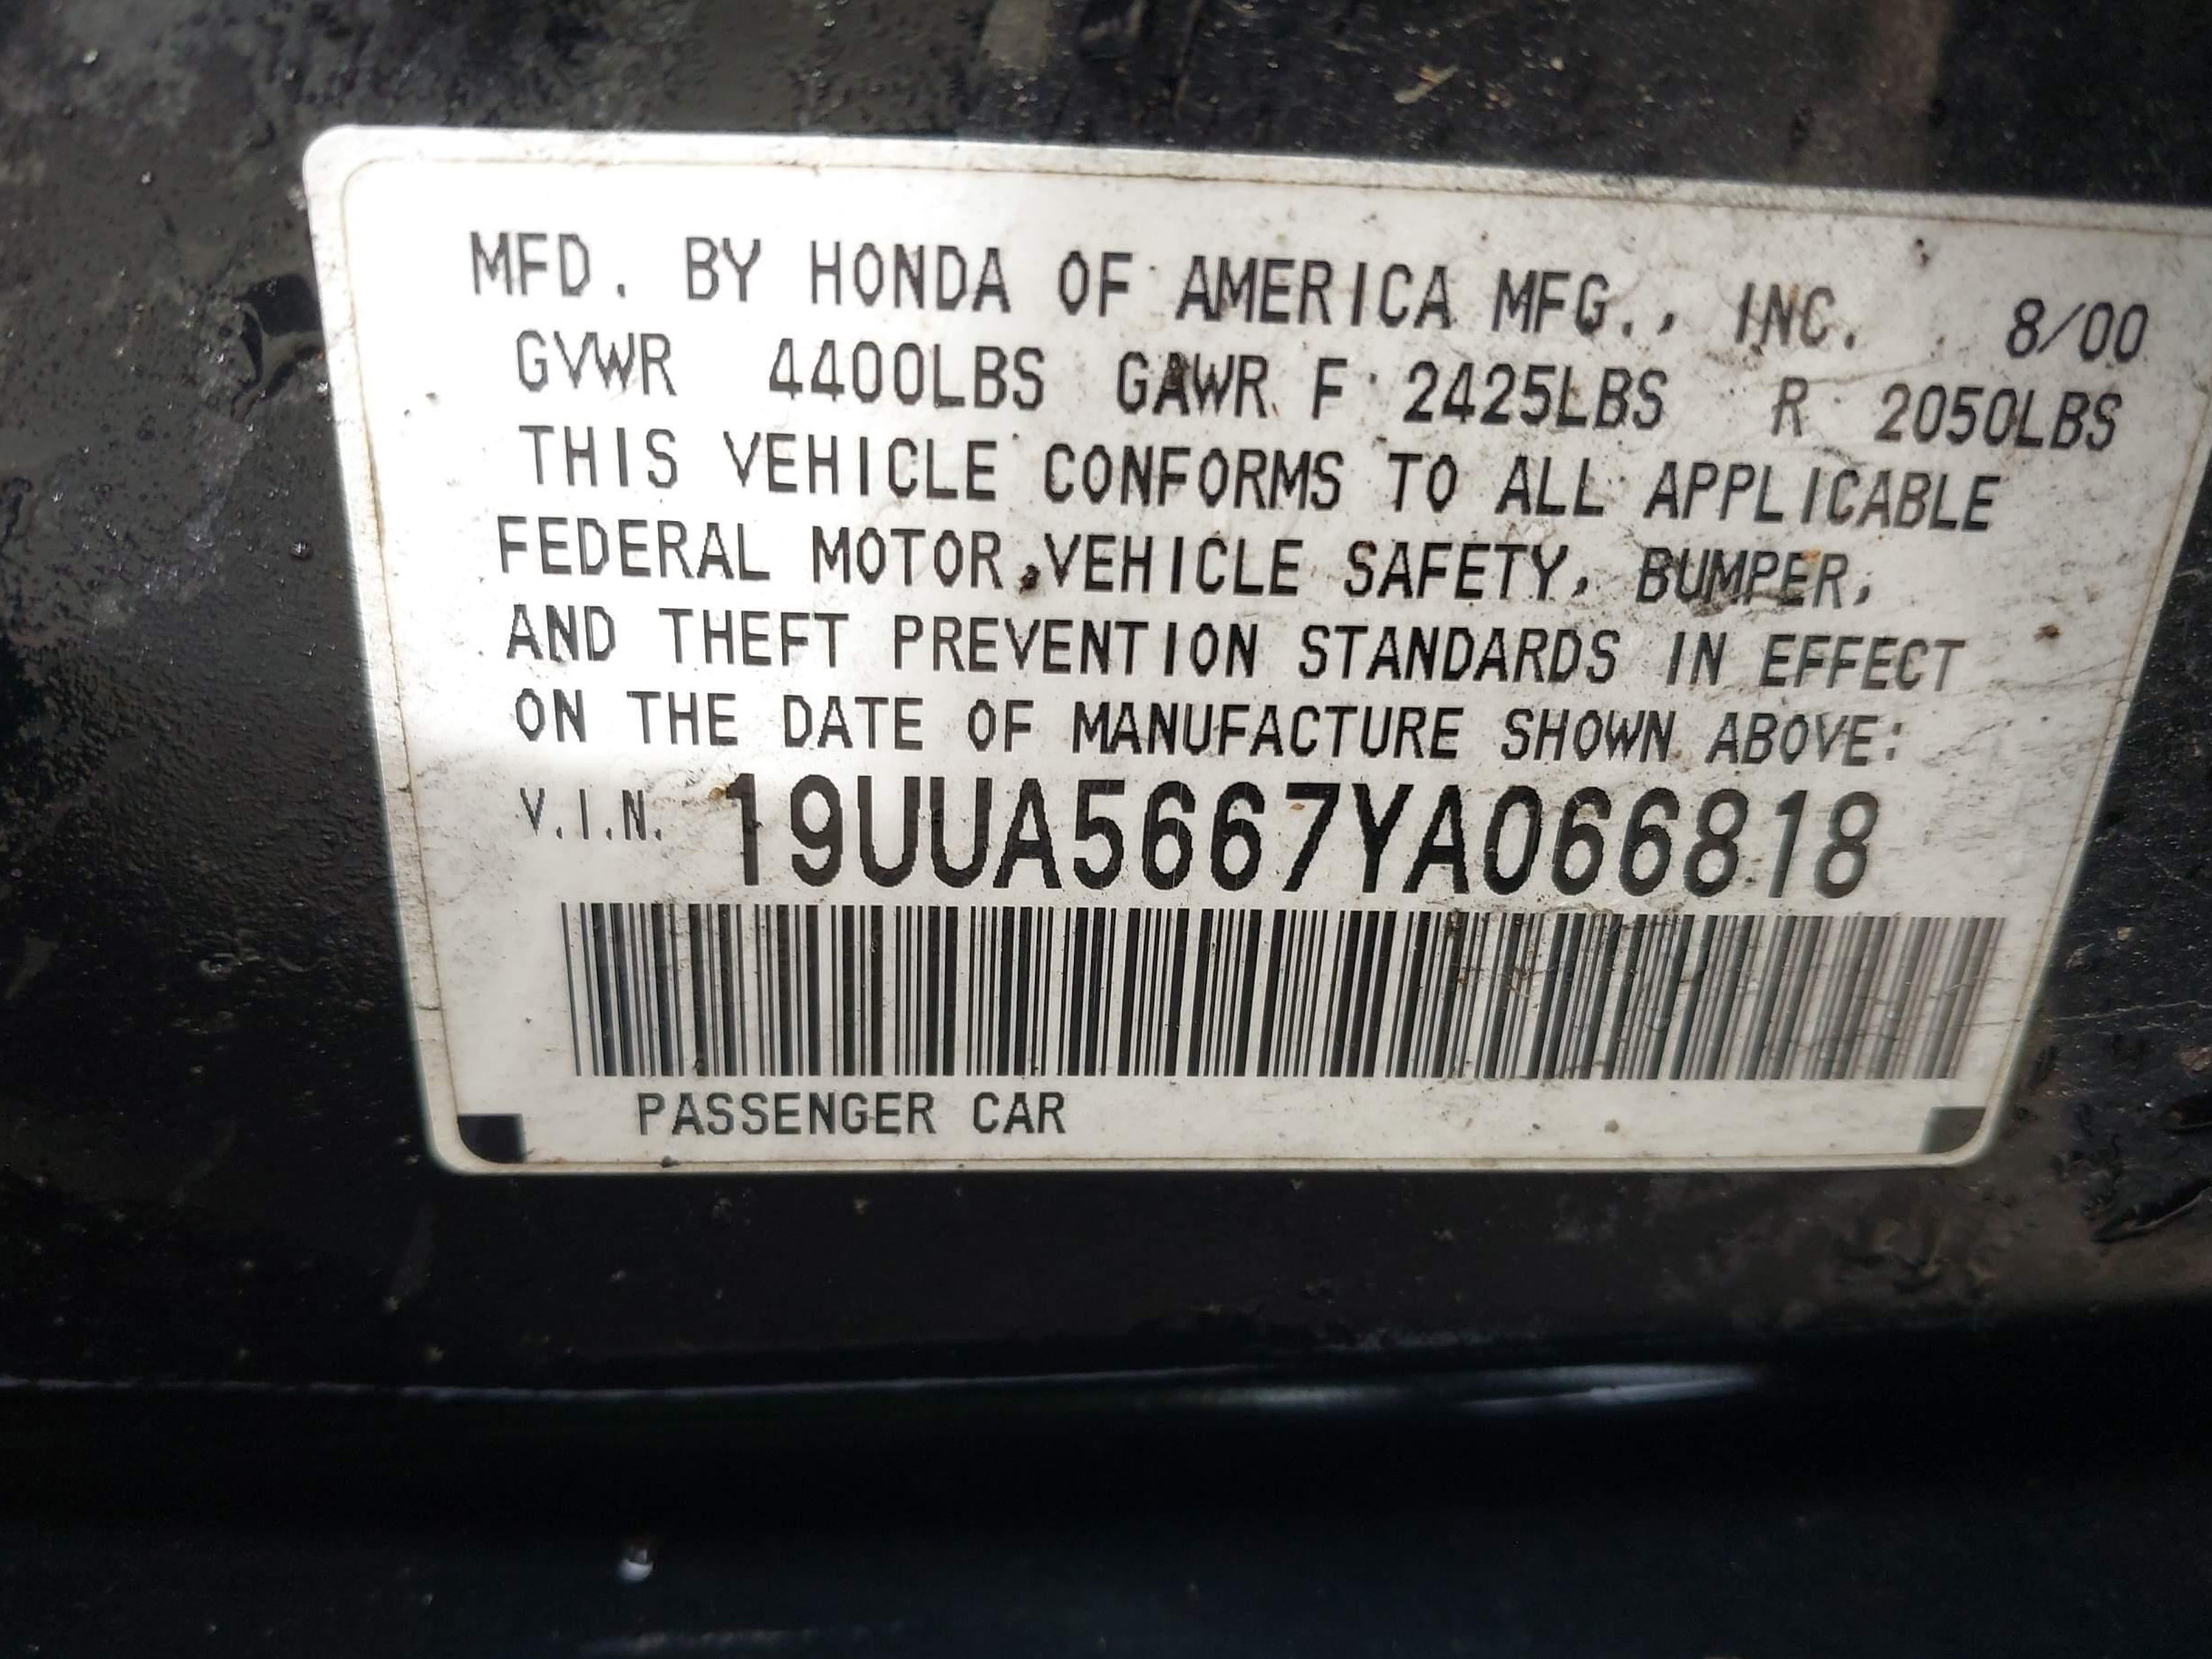 MFD. BY HONDA OF AMERICA MFG., INC. 8/00
GVWR 4400LBS GAWR F 2425LBS R 2050LBS
THIS VEHICLE CONFORMS TO ALL APPLICABLE
FEDERAL MOTOR VEHICLE SAFETY, BUMPER,
AND THEFT PREVENTION STANDARDS IN EFFECT
ON THE DATE OF MANUFACTURE SHOWN ABOVE:
V.I.N. 19UUA5667YA066818
PASSENGER CAR